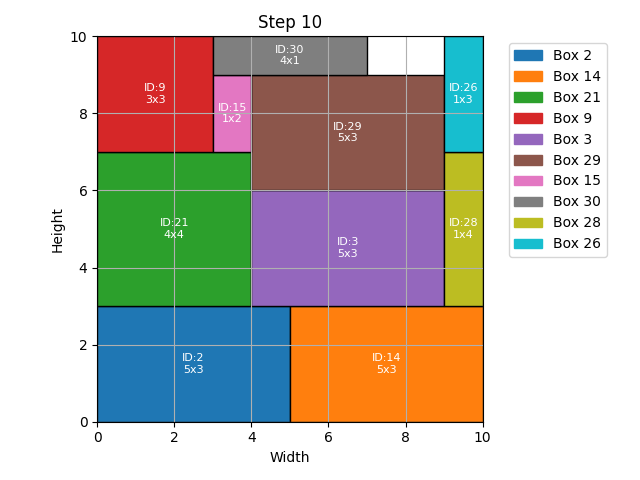 Step 10
10
8
6
4
2
0
Height
0 2 4 6 8 10
Width
ID:9
3x3
ID:30
4x1
ID:15
1x2
ID:29
5x3
ID:26
1x3
ID:21
4x4
ID:3
5x3
ID:28
1x4
ID:2
5x3
ID:14
5x3
Box 2
Box 14
Box 21
Box 9
Box 3
Box 29
Box 15
Box 30
Box 28
Box 26